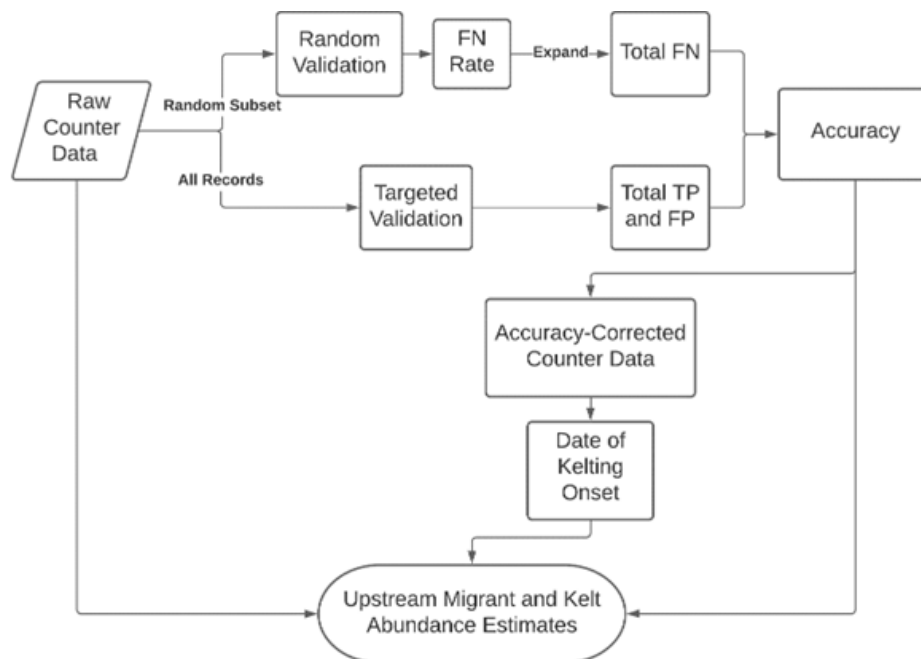 Random
Validation
FN
Rate
Expand
Total FN
Raw
Counter
Data
Random Subset
Accuracy
All Records
Targeted
Validation
Total TP
and FP
Accuracy-Corrected
Counter Data
Date of
Kelting
Onset
Upstream Migrant and Kelt
Abundance Estimates